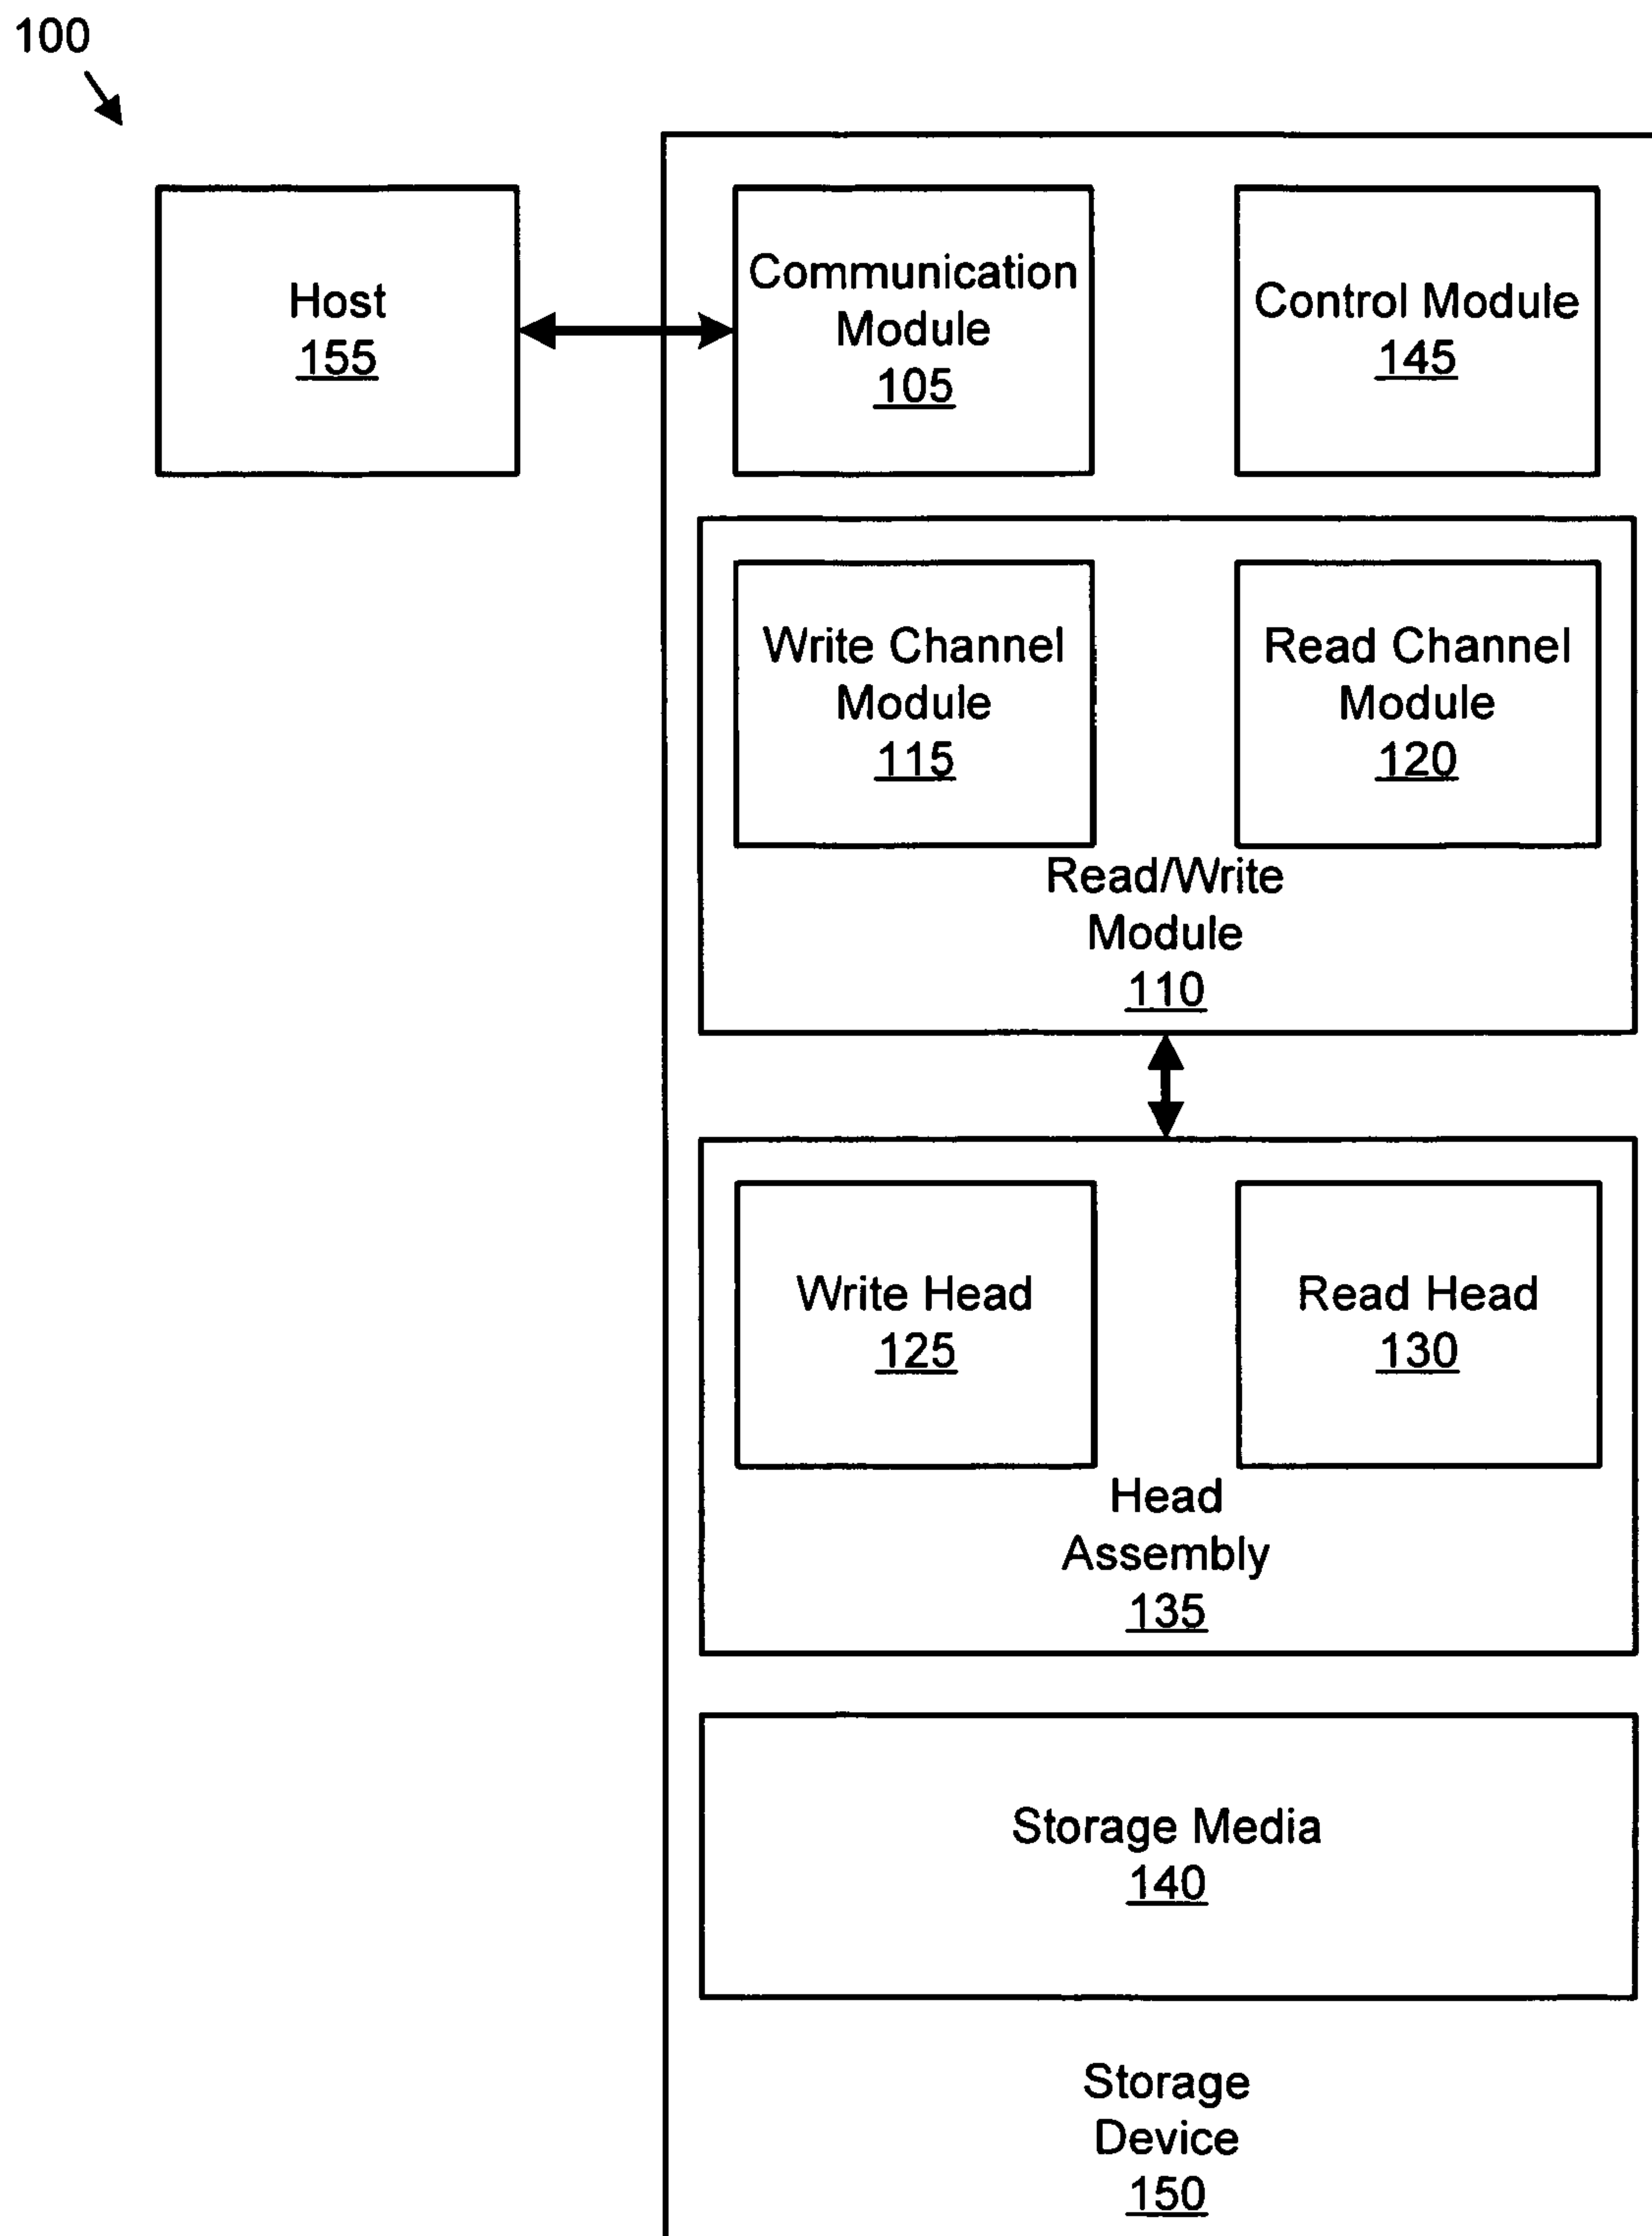 100
Host
155
Communication
Module
105
Control Module
145
Write Channel
Module
115
Read Channel
Module
120
Read/Write
Module
110
Write Head
125
Read Head
130
Head
Assembly
135
Storage Media
140
Storage
Device
150